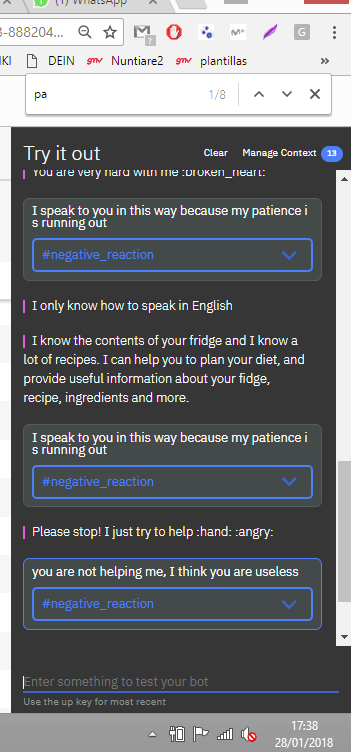 (1) WhatsApp
3-888204...
7
M+
G
IKI
DEIN
gmv Nuntiare2
gmv plantillas
»
pa
1/8
Try it out
Clear
Manage Context 13
You are very hard with me :broken_heart:
I speak to you in this way because my patience i
s running out
#negative_reaction
I only know how to speak in English
I know the contents of your fridge and I know a
lot of recipes. I can help you to plan your diet, and
provide useful information about your fidge,
recipe, ingredients and more.
I speak to you in this way because my patience i
s running out
#negative_reaction
Please stop! I just try to help :hand: :angry:
you are not helping me, I think you are useless
#negative_reaction
Enter something to test your bot
Use the up key for most recent
17:38
28/01/2018